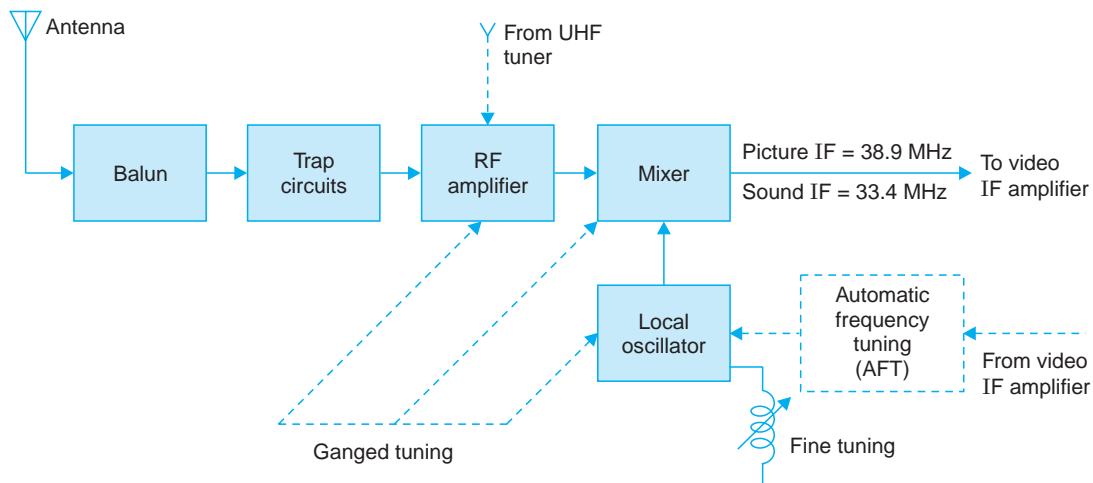 Antenna
From UHF
tuner
Balun
Trap
circuits
RF
amplifier
Mixer
Picture IF = 38.9 MHz
Sound IF = 33.4 MHz
To video
IF amplifier
Local
oscillator
Automatic
frequency
tuning
(AFT)
From video
IF amplifier
Ganged tuning
Fine tuning